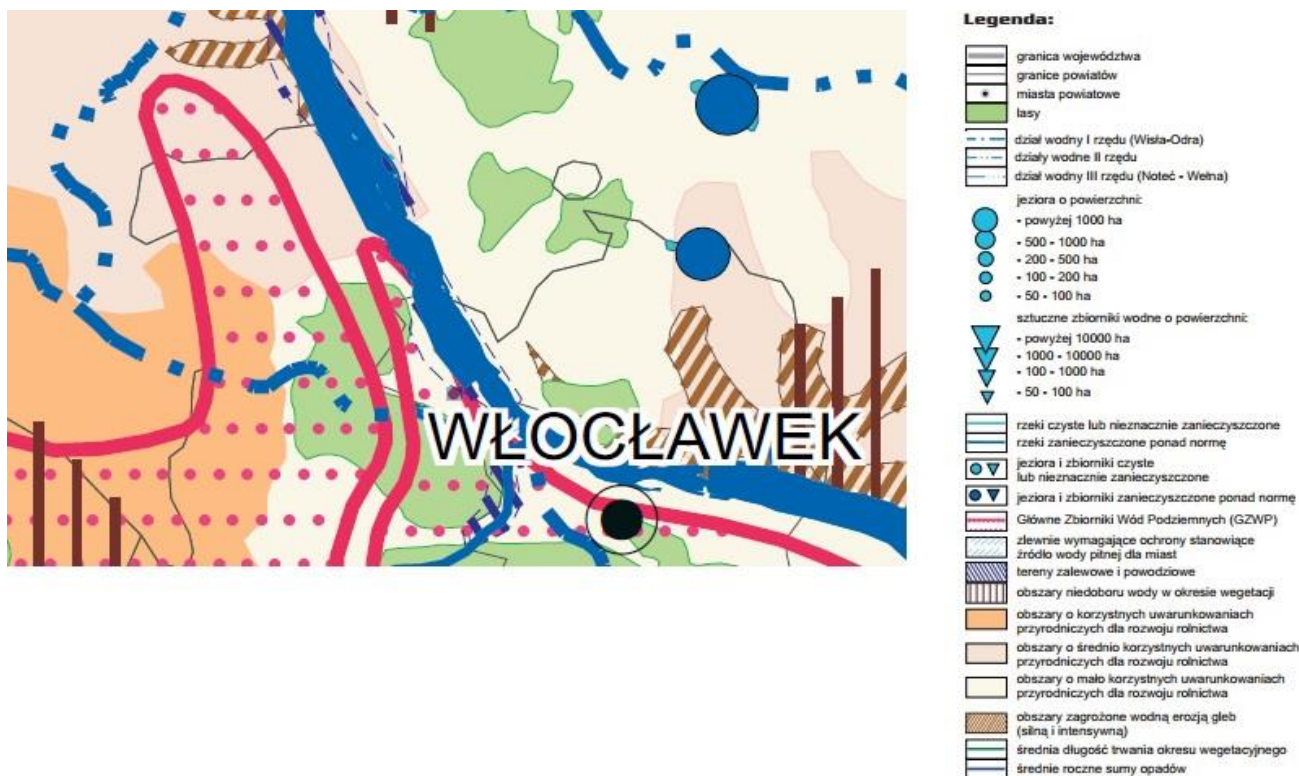 WŁOCŁAWEK
Legenda:
granica województwa
granice powiatów
miasta powiatowe
lasy
dział wodny I rzędu (Wisła-Odra)
działy wodne II rzędu
dział wodny III rzędu (Noteć - Wełna)
jeziora o powierzchni:
- powyżej 1000 ha
- 500 - 1000 ha
- 200 - 500 ha
- 100 - 200 ha
- 50 - 100 ha
sztuczne zbiorniki wodne o powierzchni:
- powyżej 10000 ha
- 1000 - 10000 ha
- 100 - 1000 ha
- 50 - 100 ha
rzeki czyste lub nieznacznie zanieczyszczone
rzeki zanieczyszczone ponad normę
jeziora i zbiorniki czyste
lub nieznacznie zanieczyszczone
jeziora i zbiorniki zanieczyszczone ponad normę
Główne Zbiorniki Wód Podziemnych (GZWP)
zlewnie wymagające ochrony stanowiące
źródło wody pitnej dla miast
tereny zalewowe i powodziowe
obszary niedoboru wody w okresie wegetacji
obszary o korzystnych uwarunkowaniach
przyrodniczych dla rozwoju rolnictwa
obszary o średnio korzystnych uwarunkowaniach
przyrodniczych dla rozwoju rolnictwa
obszary o mało korzystnych uwarunkowaniach
przyrodniczych dla rozwoju rolnictwa
obszary zagrożone wodną erozją gleb
(silną i intensywną)
średnia długość trwania okresu wegetacyjnego
średnie roczne sumy opadów